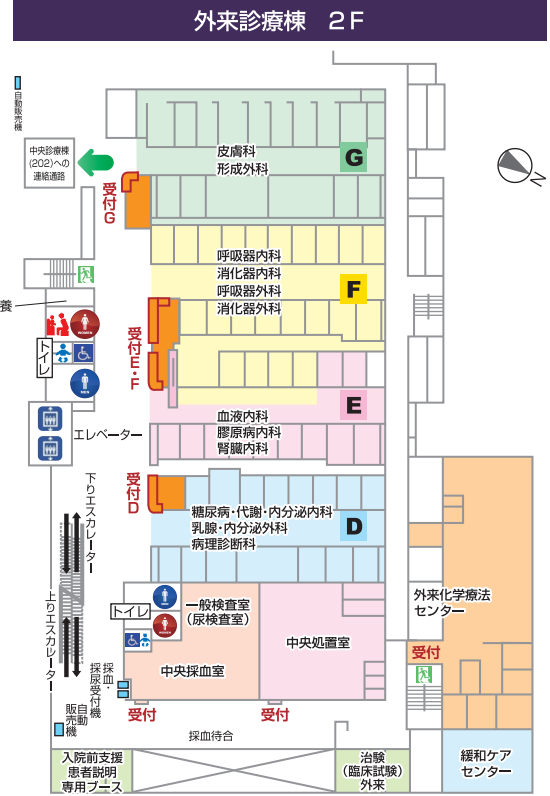 外来診療棟 2F
自動販売機
中央診療棟
(202)への
連絡通路
皮膚科
形成外科
G
受付G
N
呼吸器内科
消化器内科
呼吸器外科
消化器外科
F
養
WOMEN
トイレ
MEN
受付E・F
E
エレベーター
血液内科
膠原病内科
腎臓内科
下りエスカレーター
受付D
糖尿病・代謝・内分泌内科
乳腺・内分泌外科
病理診断科
D
上りエスカレーター
トイレ
MEN
WOMEN
一般検査室
(尿検査室)
中央処置室
外来化学療法
センター
受付
中央採血室
採血・
採尿受付機
自動
販売機
受付
受付
採血待合
入院前支援
患者説明
専用ブース
治験
(臨床試験)
外来
緩和ケア
センター